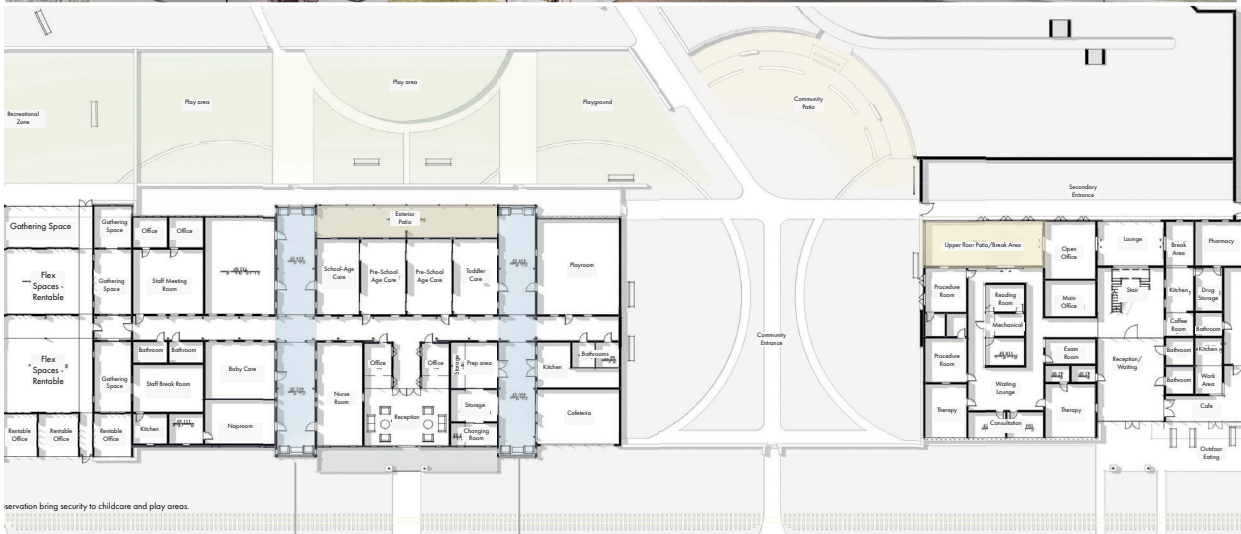 Recreational
Zone
Play area
Play area
Playground
Community
Patio
Secondary
Entrance
Gathering Space
Gathering
Space
Office
Office
Exterior
Patio
Upper floor Patio/Break Area
Open
Office
Lounge
Break
Area
Pharmacy
Flex
Spaces -
Rentable
Gathering
Space
Staff Meeting
Room
School-Age
Care
Pre-School
Age Care
Pre-School
Age Care
Toddler
Care
Playroom
Procedure
Room
Reading
Room
Main
Office
Stair
Kitchen
Drug
Storage
Mechanical
Coffee
Room
Bathroom
Community
Entrance
Flex
Spaces -
Rentable
Gathering
Space
Bathroom
Bathroom
Staff Break Room
Baby Care
Nurse
Room
Office
Office
Storage
Prep area
Kitchen
Bathrooms
Procedure
Room
Exam
Room
Reception/
Waiting
Bathroom
Kitchen
Waiting
Lounge
Bathroom
Work
Area
Rentable
Office
Rentable
Office
Rentable
Office
Kitchen
Naproom
Reception
Storage
Changing
Room
Cafeteria
Therapy
Consultation
Therapy
Cafe
Outdoor
Eating
servation bring security to childcare and play areas.